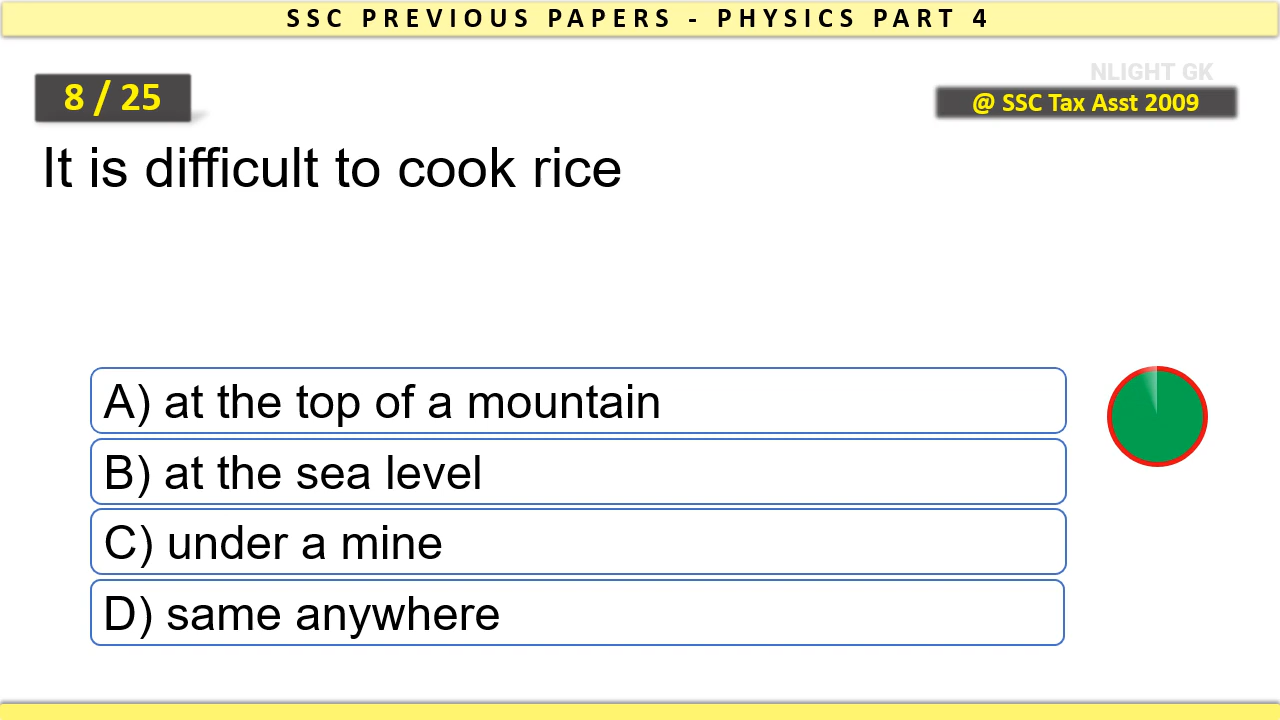 SSC PREVIOUS PAPERS - PHYSICS PART 4
NLIGHT GK
8 / 25
@ SSC Tax Asst 2009
It is difficult to cook rice
A) at the top of a mountain
B) at the sea level
C) under a mine
D) same anywhere